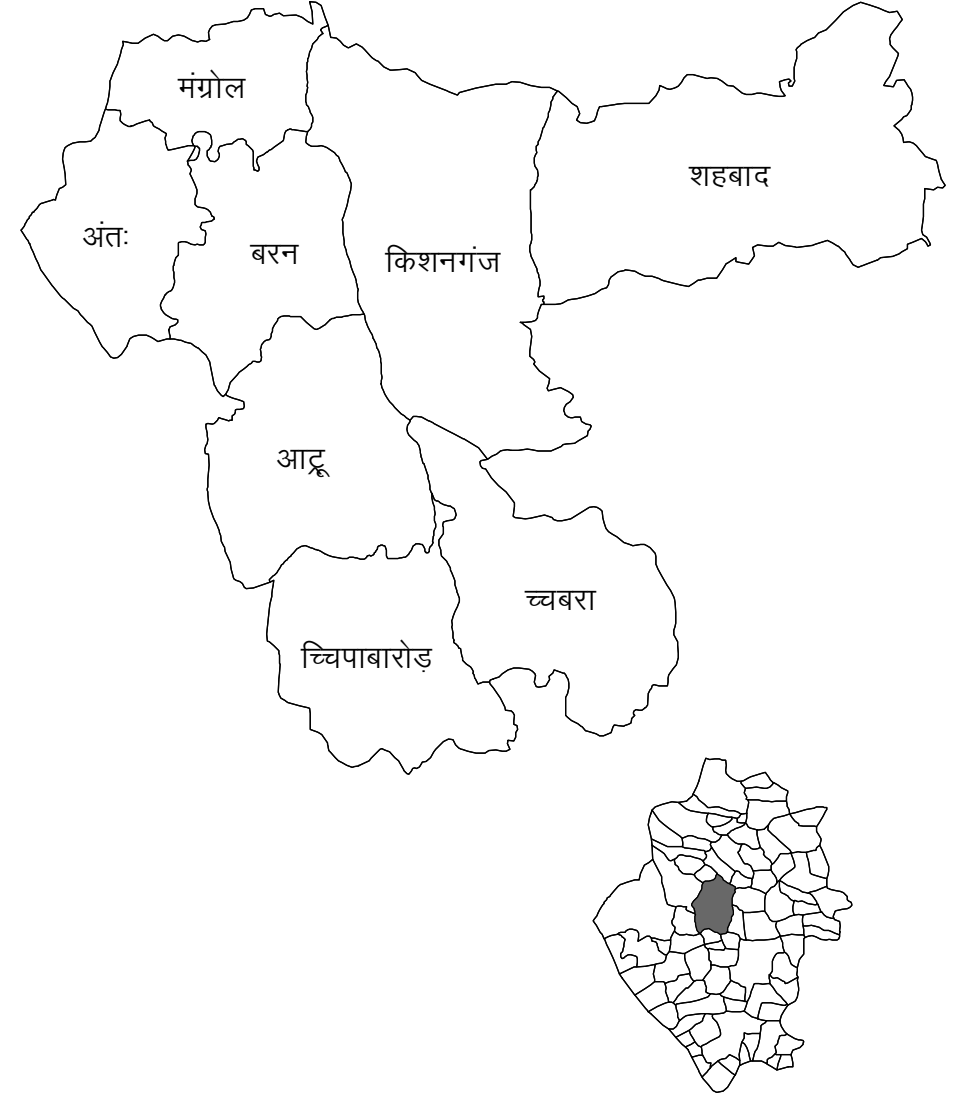 मंग्रोल
शहबाद
अंतः
बरन
किशनगंज
आट्रू
च्चबरा
च्चिपाबारोड़